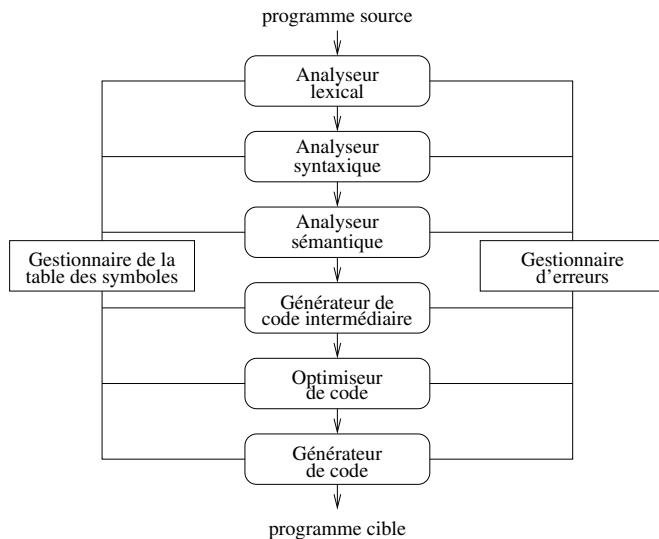 programme source
Analyseur
lexical
Analyseur
syntaxique
Analyseur
sémantique
Gestionnaire de la
table des symboles
Gestionnaire
d'erreurs
Générateur de
code intermédiaire
Optimiseur
de code
Générateur
de code
programme cible